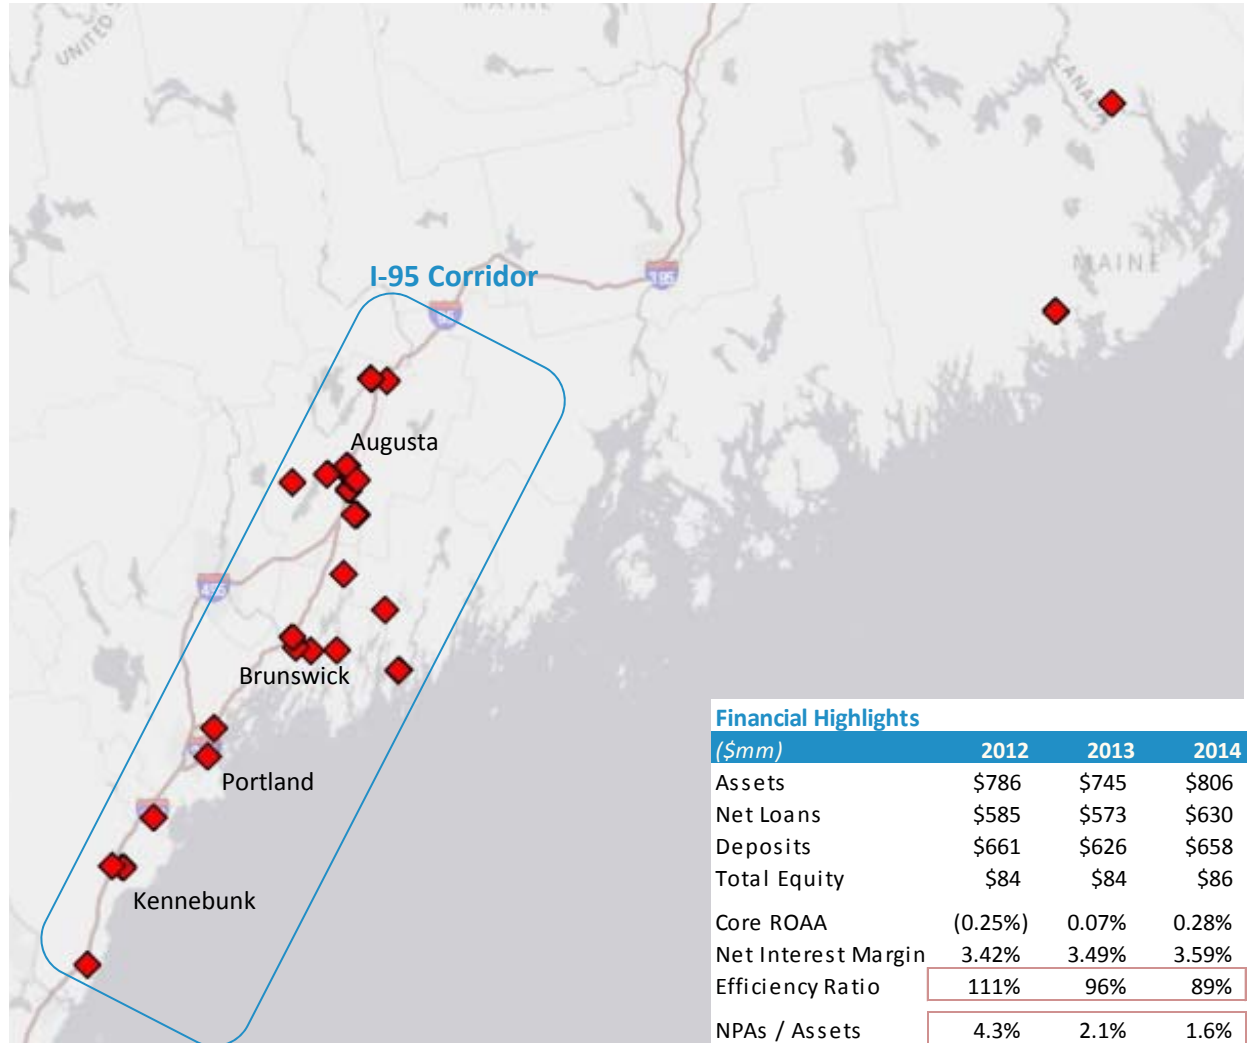 MAINE
UNITED
CANADA
MAINE
I-95 Corridor
Augusta
Brunswick
Portland
Kennebunk
Financial Highlights
($mm) 2012 2013 2014
Assets $786 $745 $806
Net Loans $585 $573 $630
Deposits $661 $626 $658
Total Equity $84 $84 $86
Core ROAA (0.25%) 0.07% 0.28%
Net Interest Margin 3.42% 3.49% 3.59%
Efficiency Ratio 111% 96% 89%
NPAs / Assets 4.3% 2.1% 1.6%